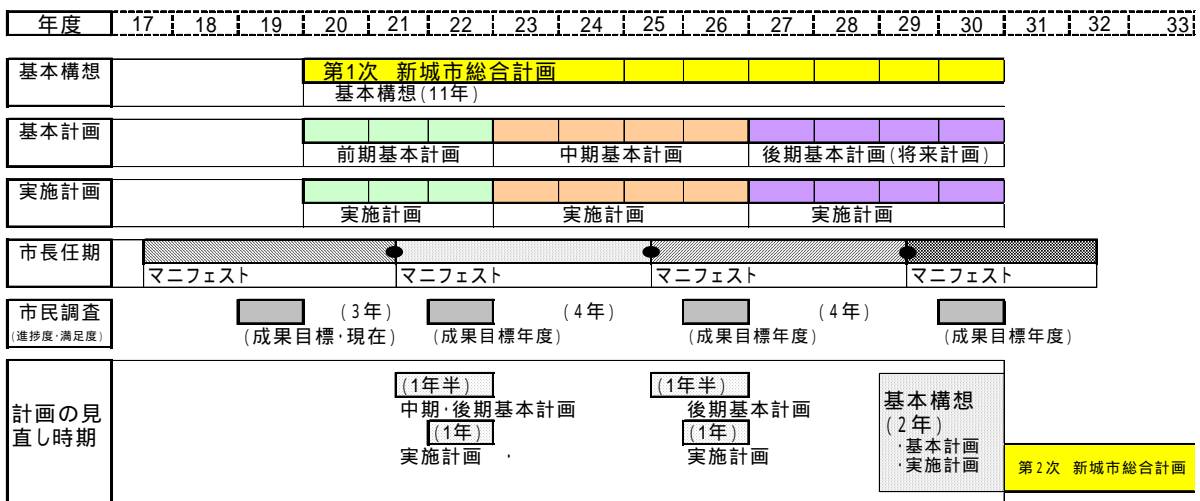 年度 17 18 19 20 21 22 23 24 25 26 27 28 29 30 31 32 33
基本構想
第1次 新城市総合計画
基本構想(11年)
基本計画
前期基本計画 中期基本計画 後期基本計画(将来計画)
実施計画
実施計画 実施計画 実施計画
市長任期
マニフェスト マニフェスト マニフェスト マニフェスト
市民調査 (3年) (4年) (4年)
(進捗度・満足度) (成果目標・現在) (成果目標年度) (成果目標年度) (成果目標年度)
計画の見
直し時期
(1年半)
中期・後期基本計画
(1年)
実施計画 ・
(1年半)
後期基本計画
(1年)
実施計画
基本構想
(2年)
・基本計画
・実施計画
第2次 新城市総合計画